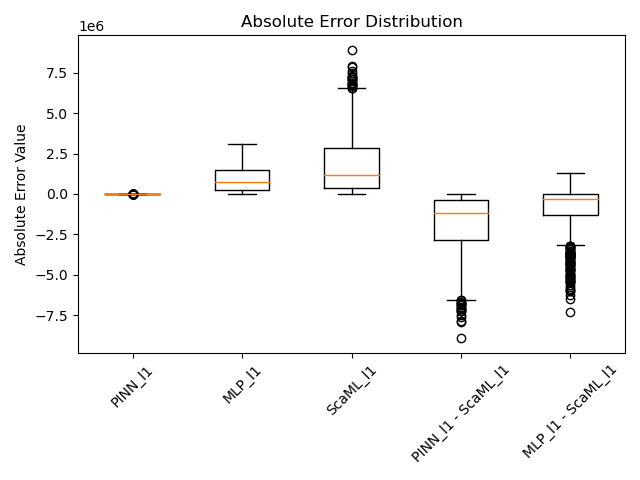 Absolute Error Distribution
1e6
7.5
5.0
2.5
0.0
−2.5
−5.0
−7.5
Absolute Error Value
PINN_l1
MLP_l1
ScaML_l1
PINN_l1 - ScaML_l1
MLP_l1 - ScaML_l1